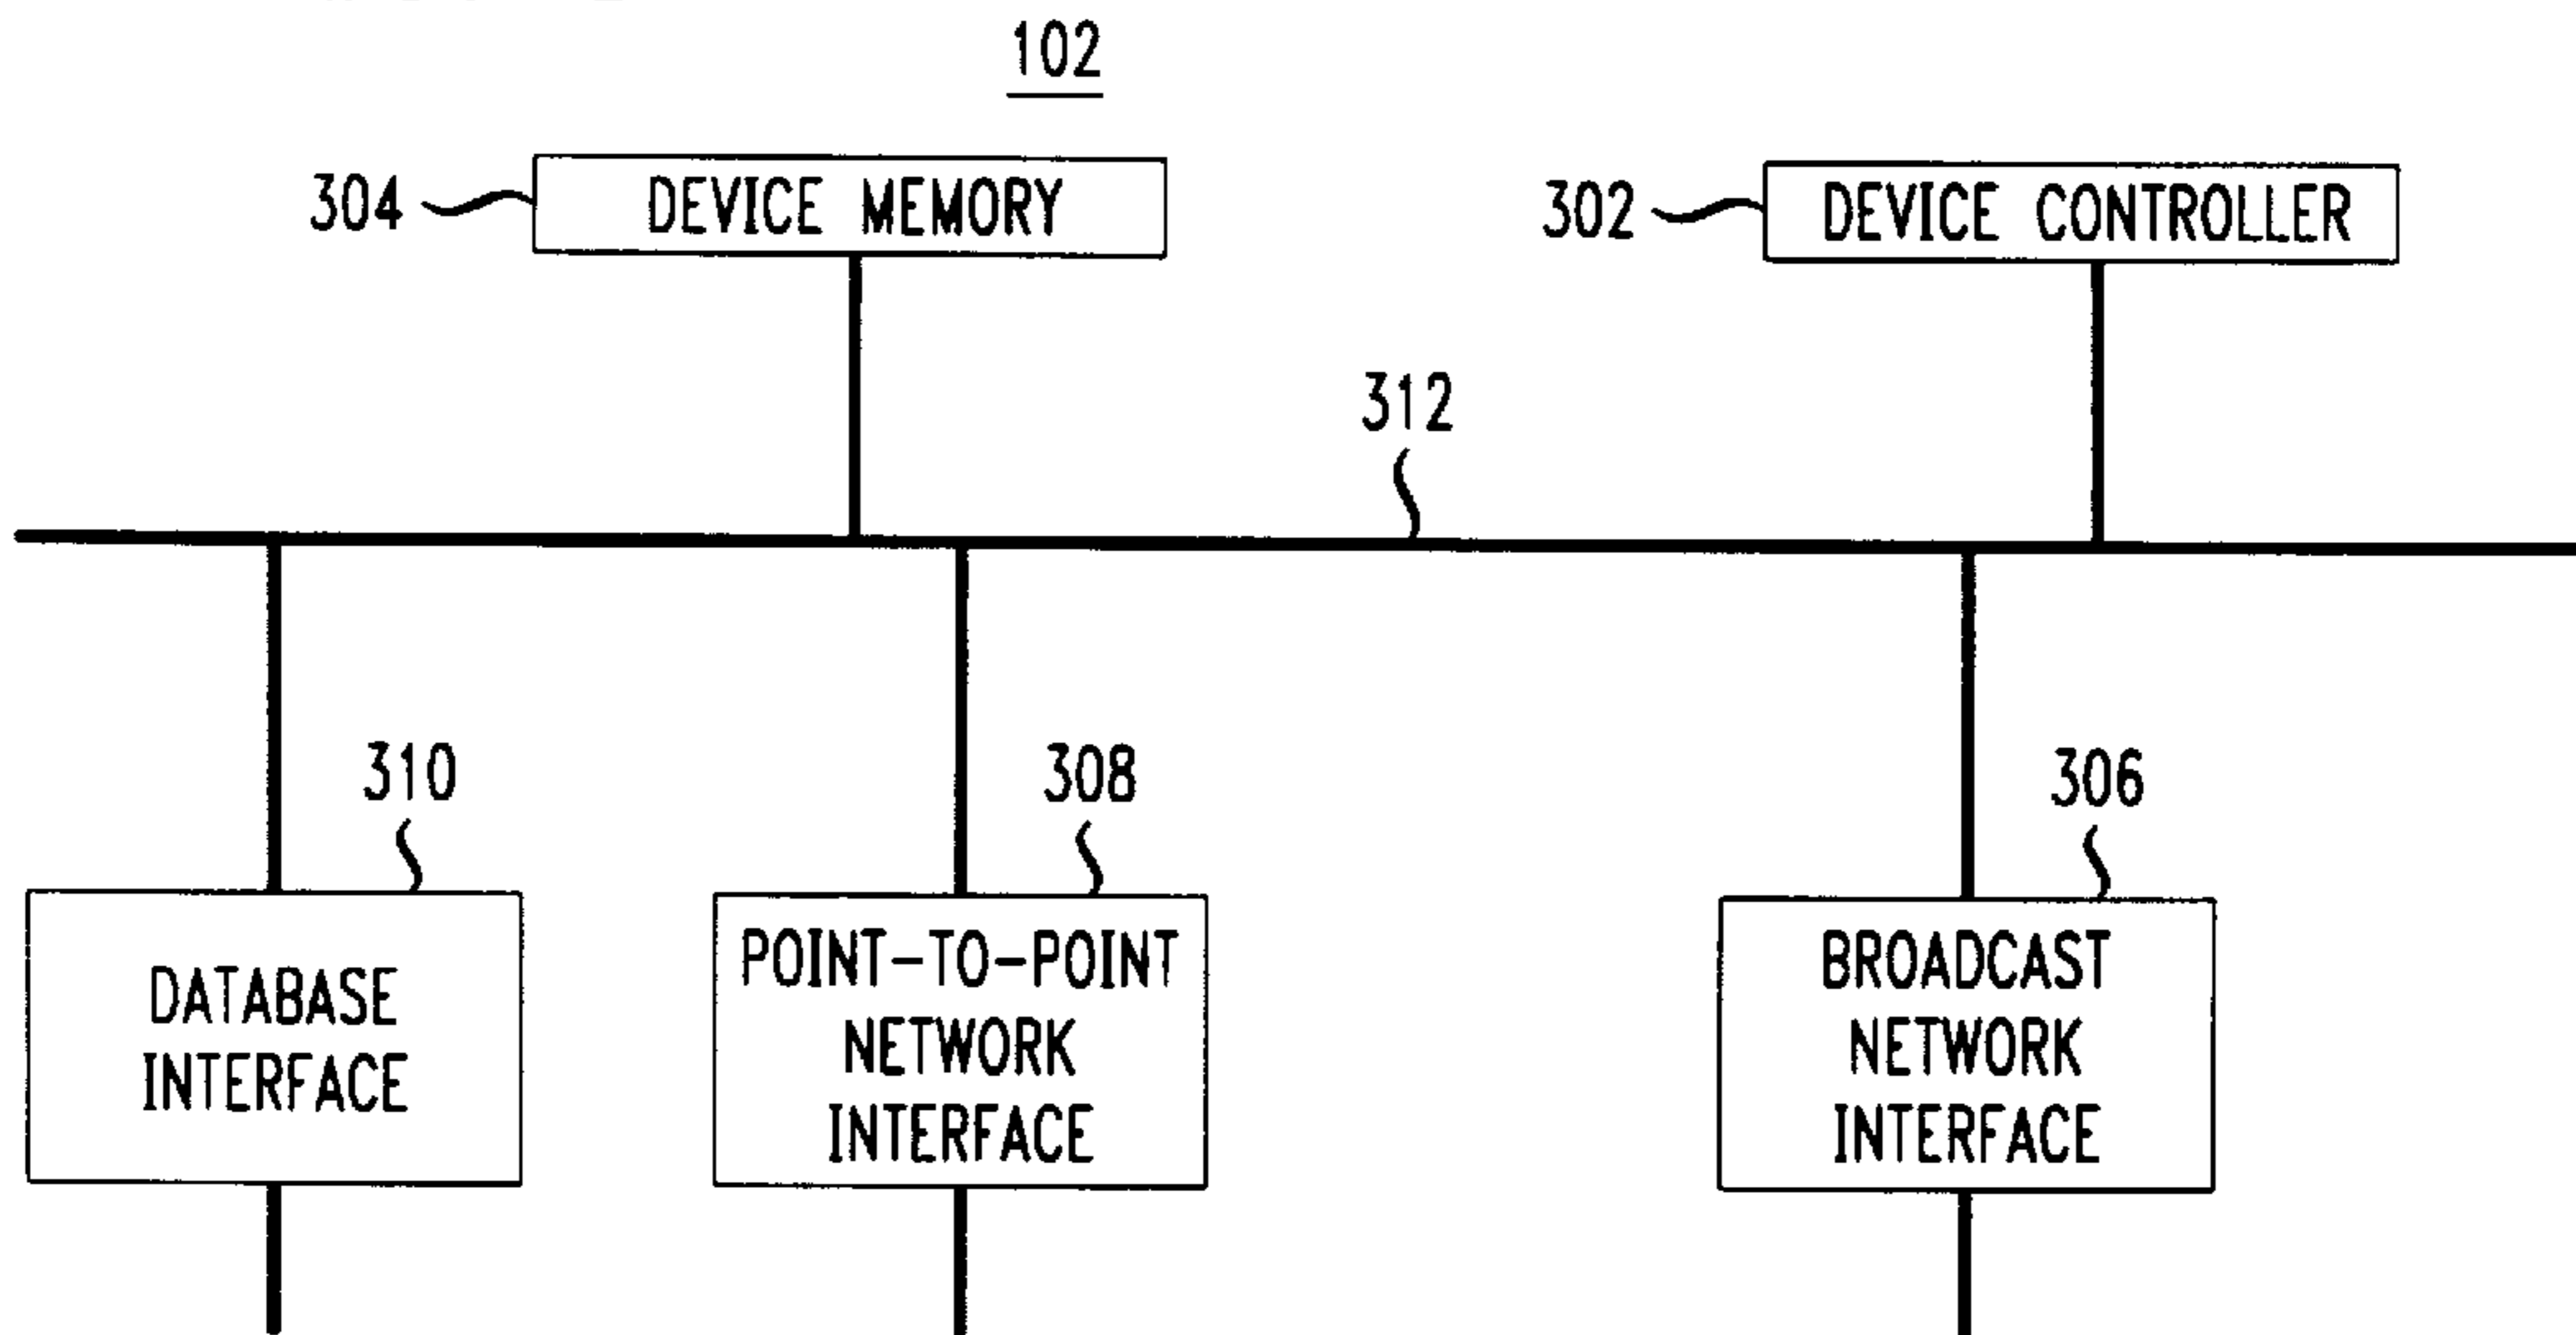 102
304
DEVICE MEMORY
302
DEVICE CONTROLLER
312
310
308
306
DATABASE
INTERFACE
POINT-TO-POINT
NETWORK
INTERFACE
BROADCAST
NETWORK
INTERFACE